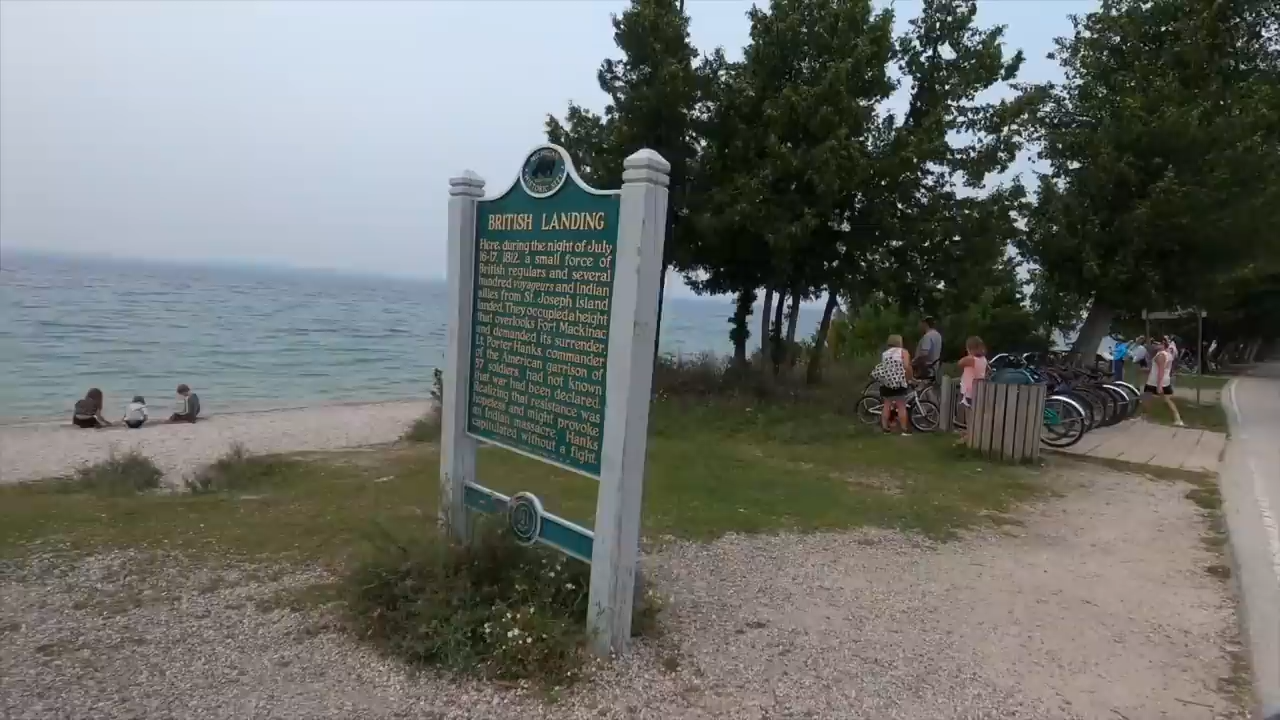 BRITISH LANDING
Here, during the night of July
16-17, 1812, a small force of
British regulars and several
hundred voyageurs and Indian
allies from St. Joseph Island
landed. They occupied a height
that overlooks Fort Mackinac
and demanded its surrender.
Lt. Porter Hanks, commander
of the American garrison of
57 soldiers, had not known
that war had been declared.
Realizing that resistance was
hopeless and might provoke
an Indian massacre, Hanks
capitulated without a fight.